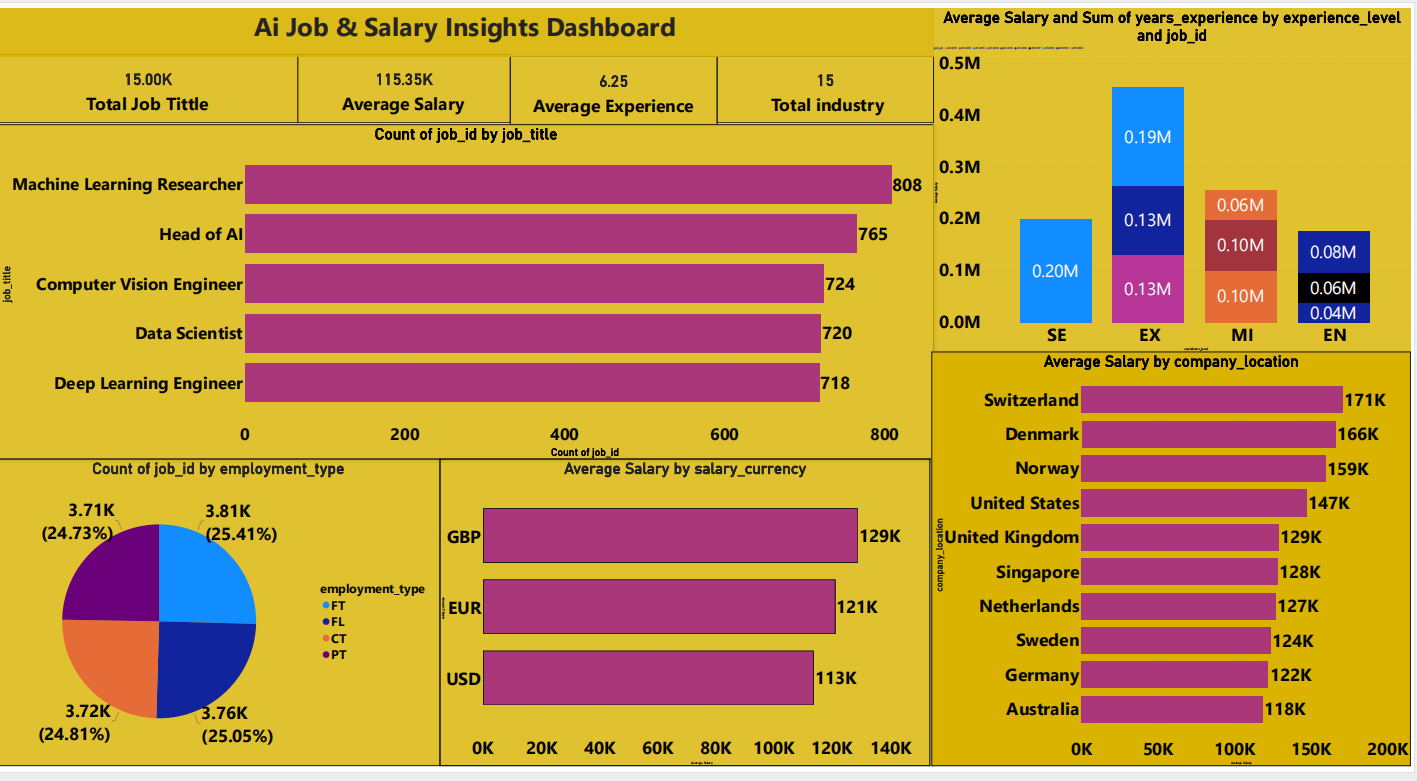 Ai Job & Salary Insights Dashboard
15.00K
Total Job Tittle
115.35K
Average Salary
6.25
Average Experience
15
Total industry
Count of job_id by job_title
job_title
Machine Learning Researcher
808
Head of AI
765
Computer Vision Engineer
724
Data Scientist
720
Deep Learning Engineer
718
0
200
400
600
800
Count of job_id
Average Salary and Sum of years_experience by experience_level
and job_id
0.5M
0.4M
0.3M
0.2M
0.1M
0.0M
0.20M
0.19M
0.13M
0.13M
0.06M
0.10M
0.10M
0.08M
0.06M
0.04M
SE
EX
MI
EN
Count of job_id by employment_type
3.71K
(24.73%)
3.81K
(25.41%)
3.72K
(24.81%)
3.76K
(25.05%)
employment_type
FT
FL
CT
PT
Average Salary by salary_currency
GBP
129K
EUR
121K
USD
113K
0K
20K
40K
60K
80K
100K
120K
140K
Average Salary by company_location
company_location
Switzerland
171K
Denmark
166K
Norway
159K
United States
147K
United Kingdom
129K
Singapore
128K
Netherlands
127K
Sweden
124K
Germany
122K
Australia
118K
0K
50K
100K
150K
200K